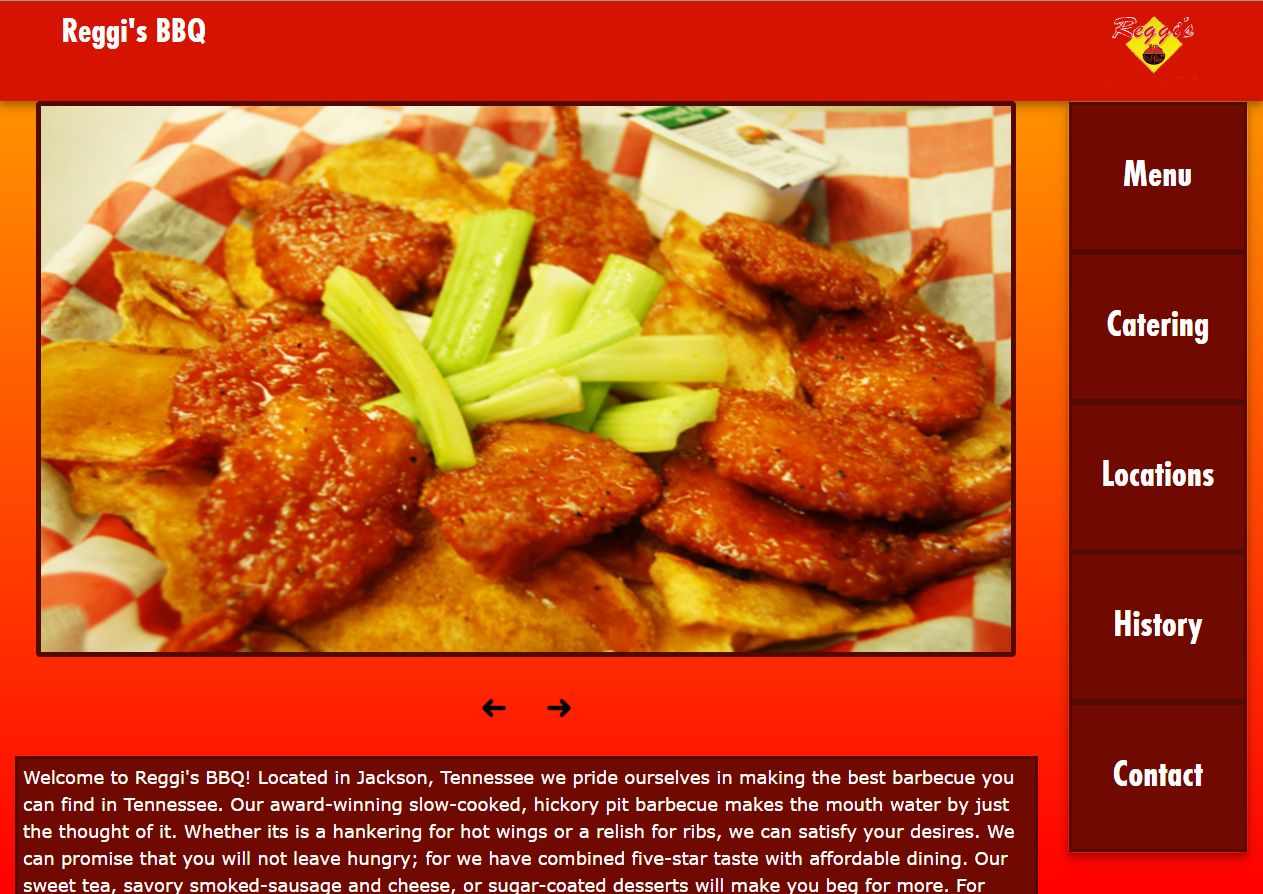 Reggi's BBQ
Reggi's
Menu
Catering
Locations
History
Contact
Welcome to Reggi's BBQ! Located in Jackson, Tennessee we pride ourselves in making the best barbecue you
can find in Tennessee. Our award-winning slow-cooked, hickory pit barbecue makes the mouth water by just
the thought of it. Whether its is a hankering for hot wings or a relish for ribs, we can satisfy your desires. We
can promise that you will not leave hungry; for we have combined five-star taste with affordable dining. Our
sweet tea, savory smoked-sausage and cheese, or sugar-coated desserts will make you beg for more. For